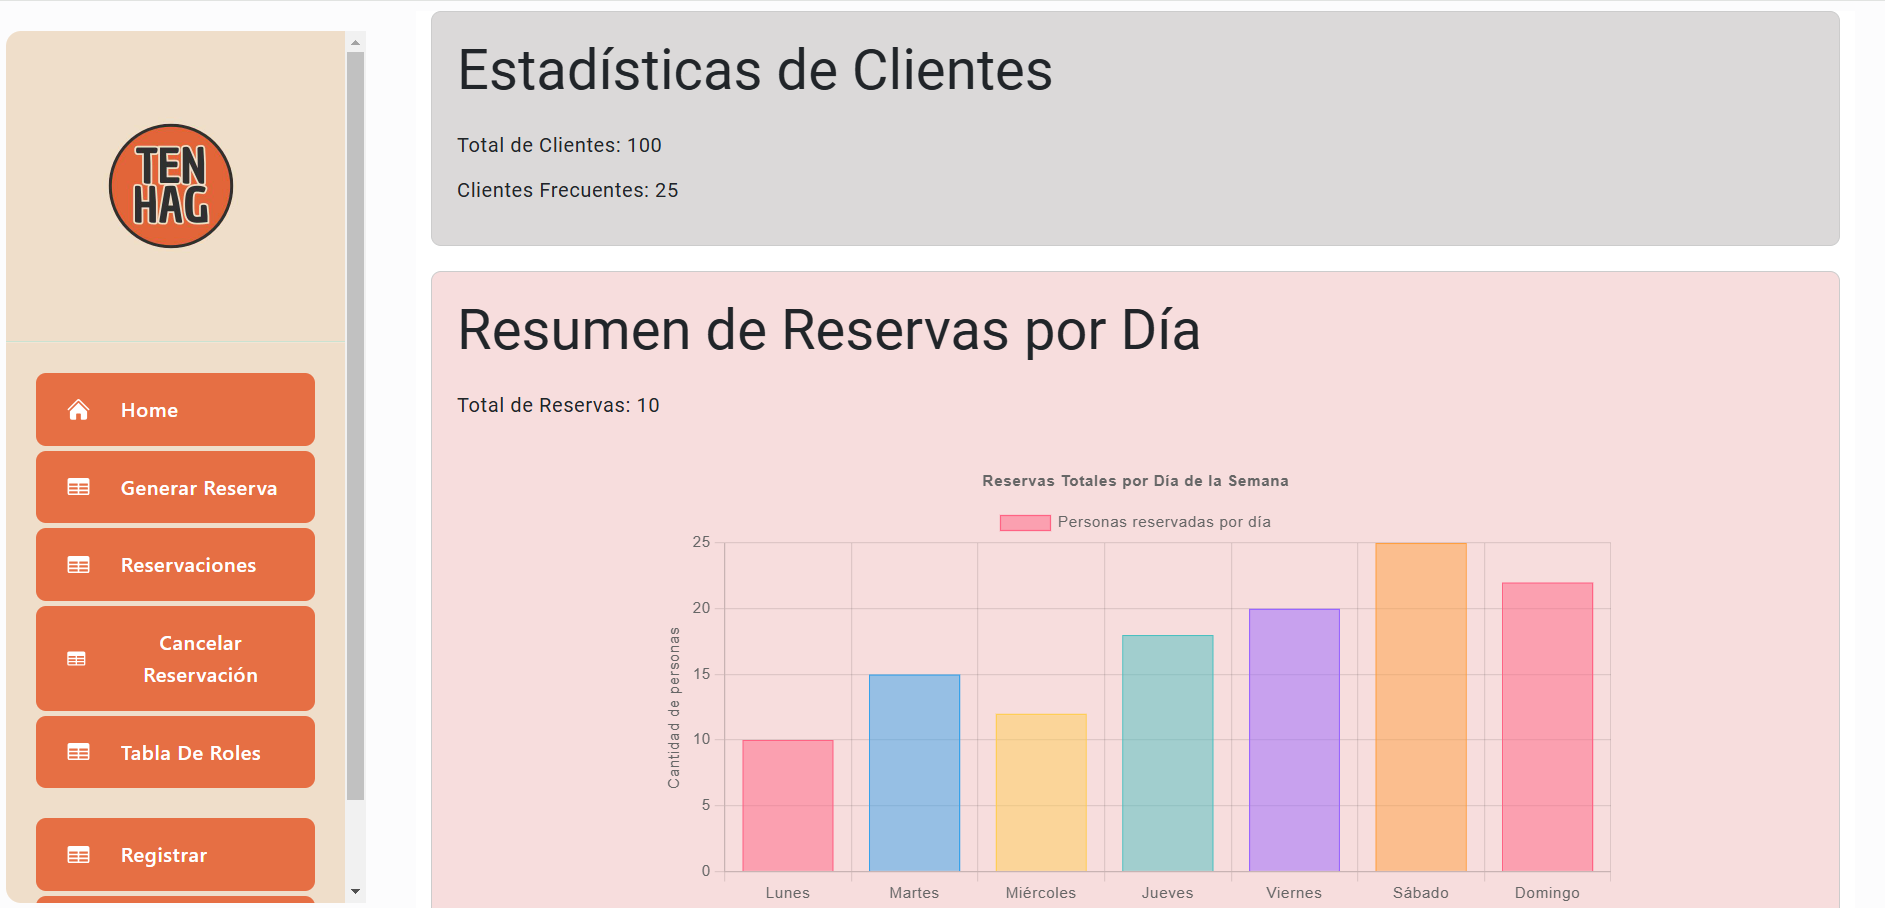 TEN
HAG
Home
Generar Reserva
Reservaciones
Cancelar
Reservación
Tabla De Roles
Registrar
Estadísticas de Clientes
Total de Clientes: 100
Clientes Frecuentes: 25
Resumen de Reservas por Día
Total de Reservas: 10
Reservas Totales por Día de la Semana
Personas reservadas por día
Cantidad de personas
25
20
15
10
5
0
Lunes Martes Miércoles Jueves Viernes Sábado Domingo